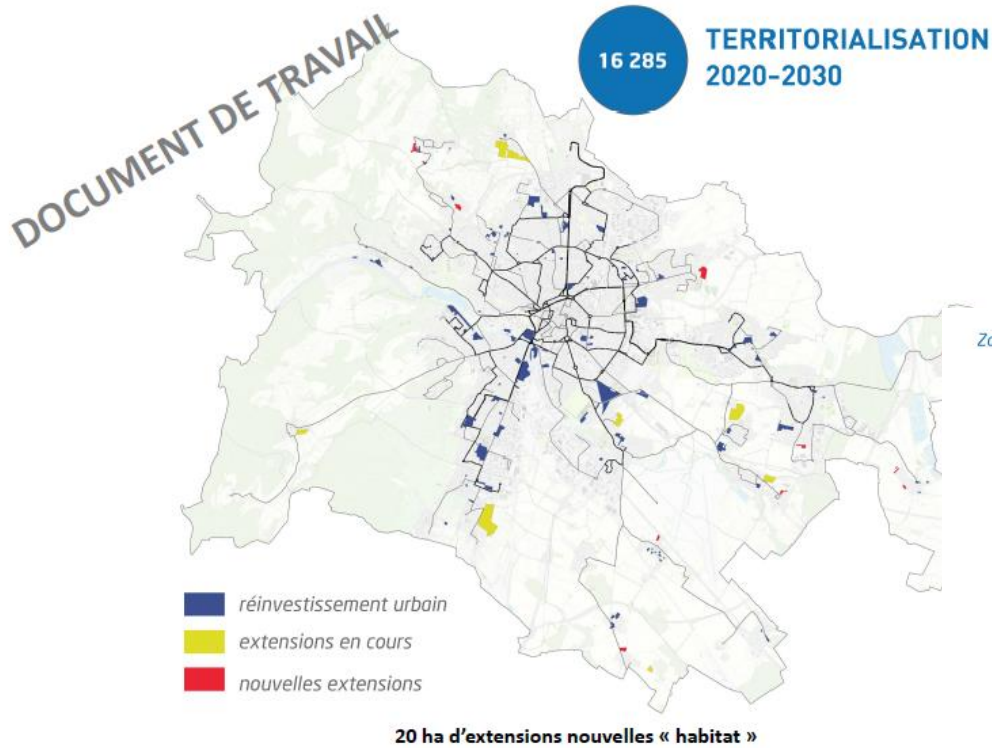 DOCUMENT DE TRAVAIL
16 285
TERRITORIALISATION
2020-2030
Zo
réinvestissement urbain
extensions en cours
nouvelles extensions
20 ha d'extensions nouvelles « habitat »